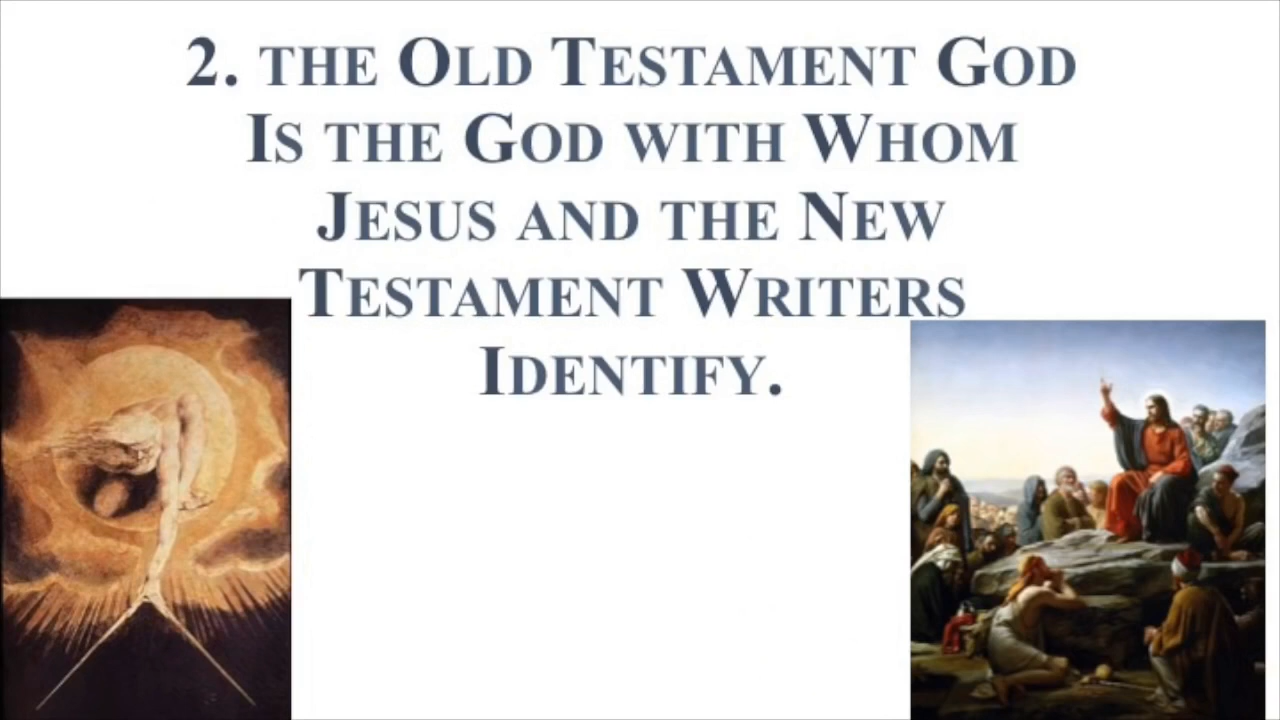 2. the Old Testament God
Is the God with Whom
Jesus and the New
Testament Writers
Identify.